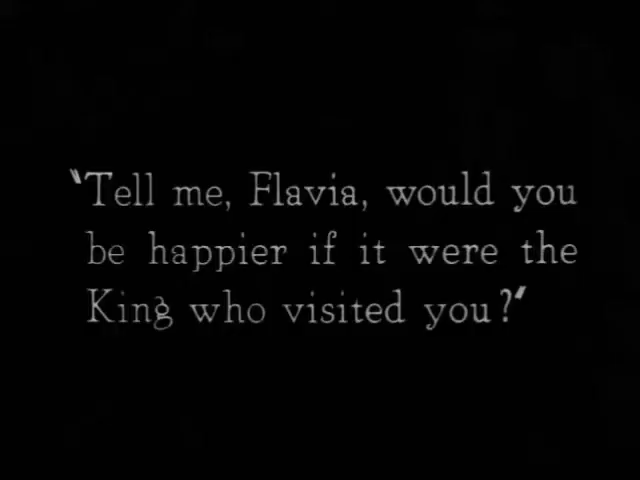 "Tell me, Flavia, would you
be happier if it were the
King who visited you?"